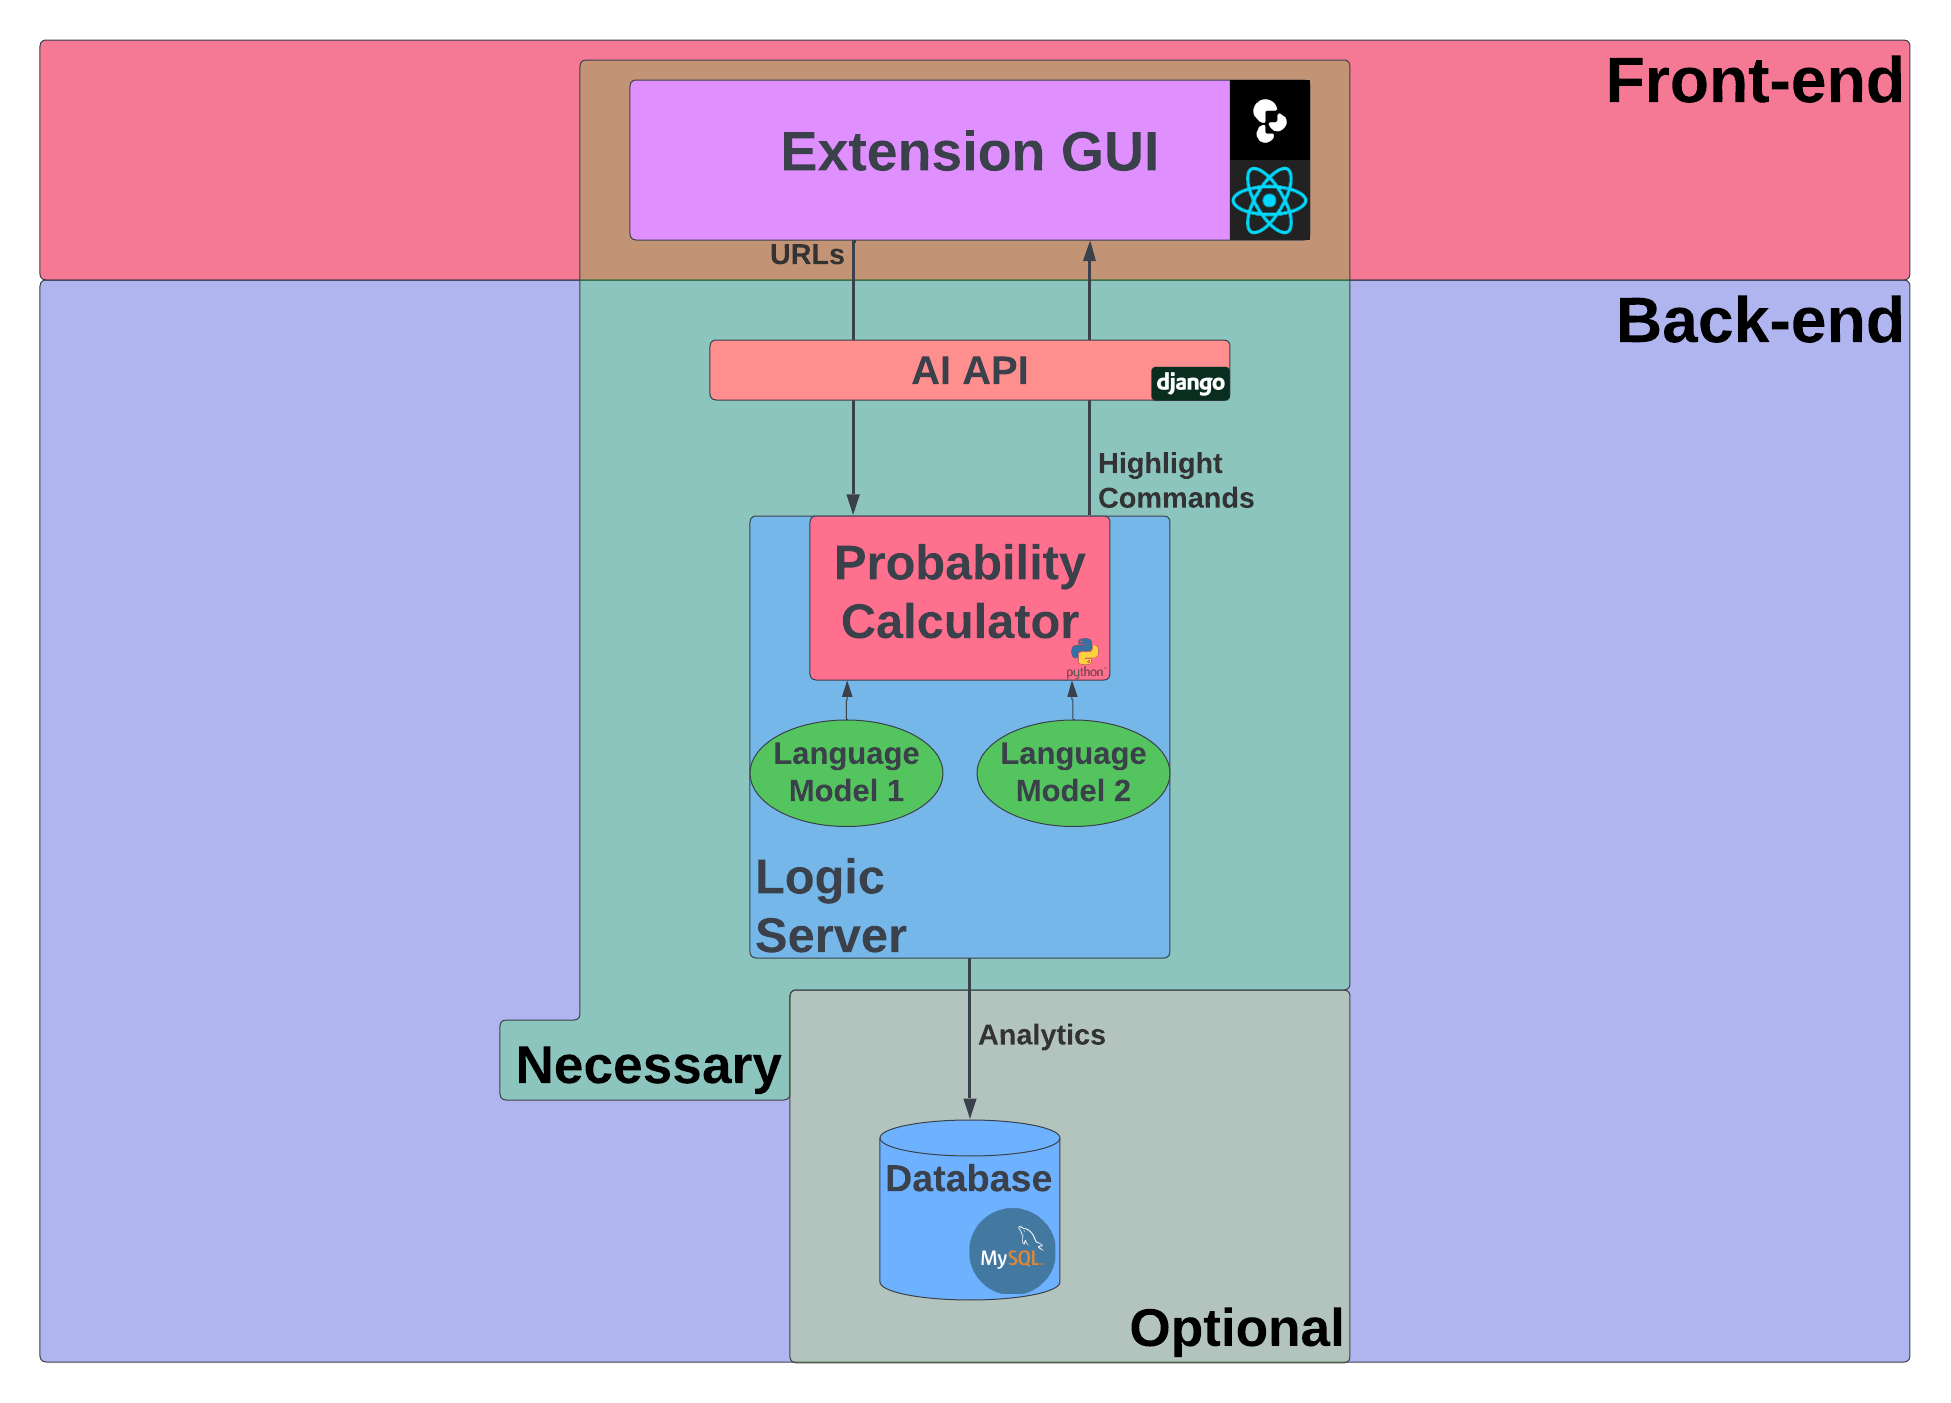 Front-end
Extension GUI
URLs
Back-end
AI API
django
Highlight
Commands
Probability
Calculator
python
Language
Model 1
Language
Model 2
Logic
Server
Analytics
Necessary
Database
MySQL
Optional